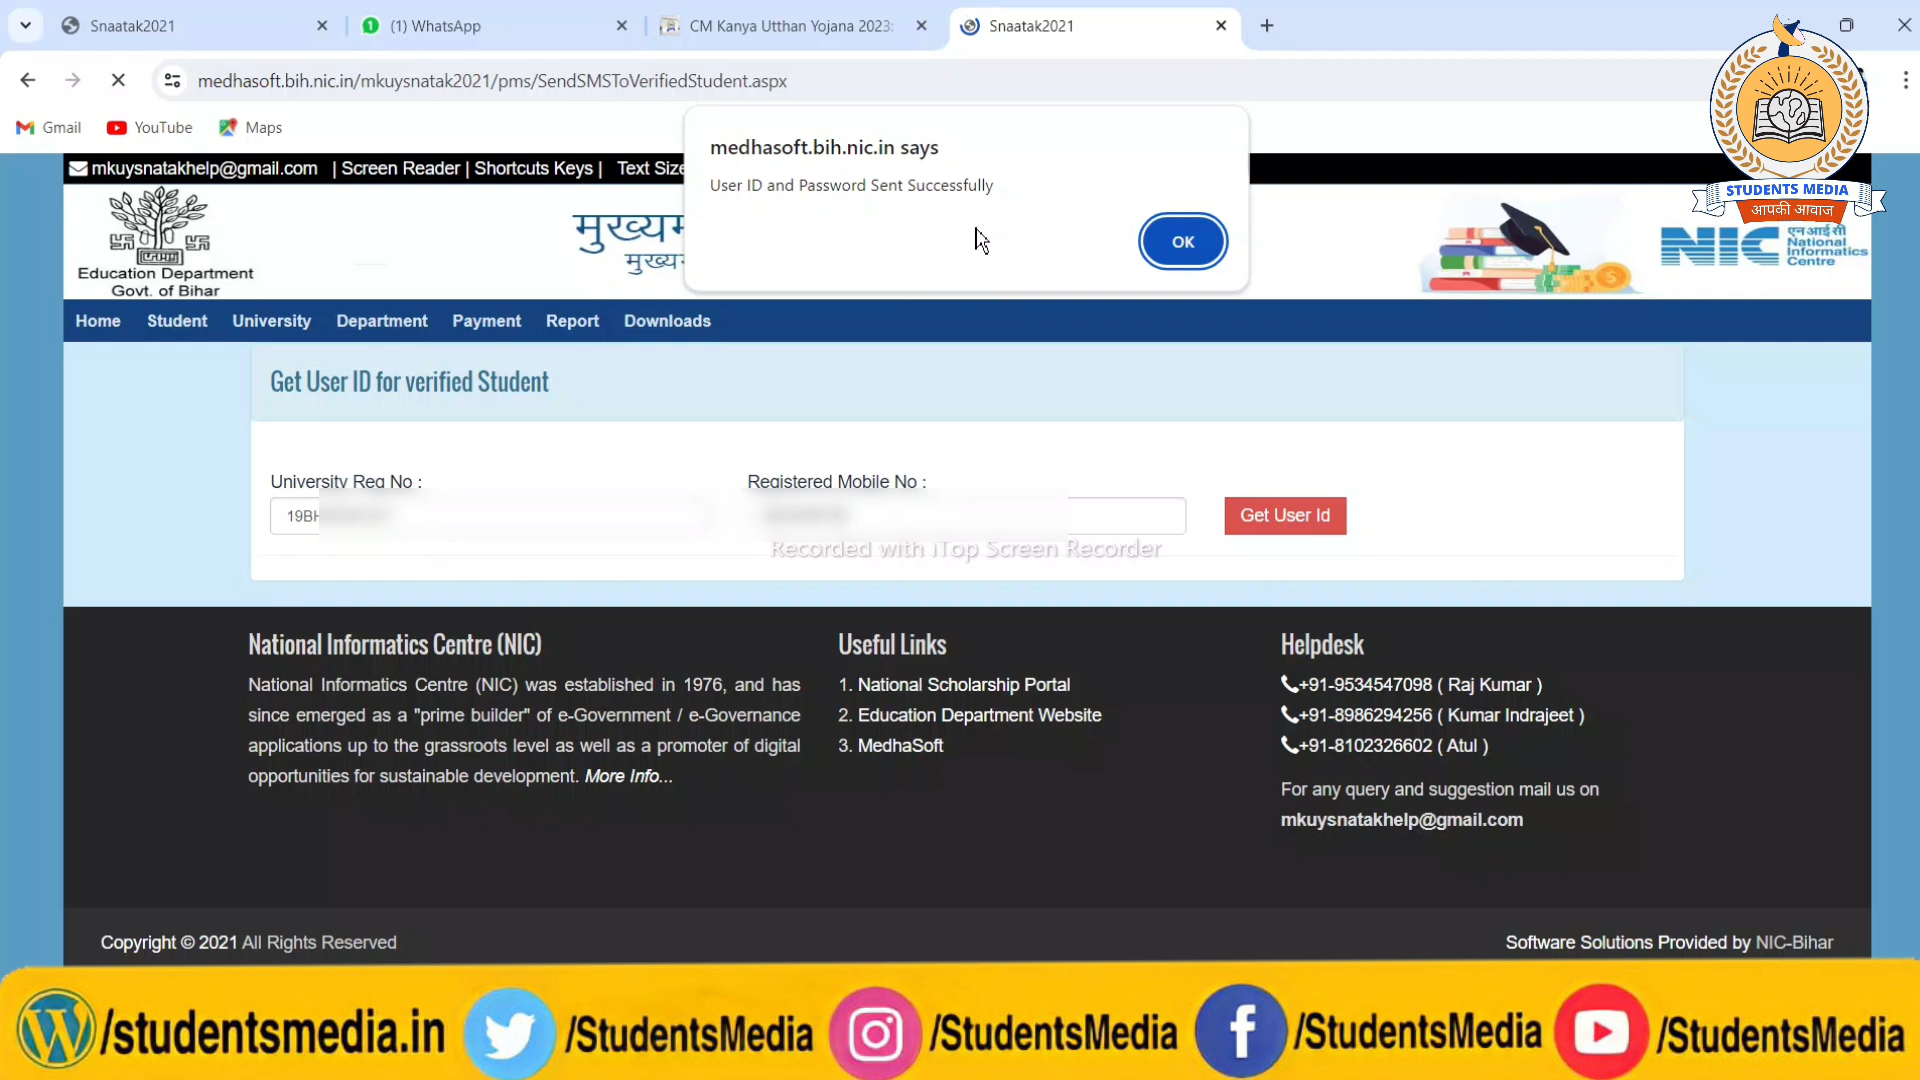 Snaatak2021
(1) WhatsApp
CM Kanya Utthan Yojana 2023:
Snaatak2021
medhasoft.bih.nic.in/mkuysnatak2021/pms/SendSMSToVerifiedStudent.aspx
Gmail
YouTube
Maps
medhasoft.bih.nic.in says
User ID and Password Sent Successfully
OK
STUDENTS MEDIA
आपकी आवाज
mkuysnatakhelp@gmail.com | Screen Reader | Shortcuts Keys | Text Size
Education Department
Govt. of Bihar
NIC
एन आई सी
National
Informatics
Centre
Home Student University Department Payment Report Downloads
Get User ID for verified Student
University Reg No :
Registered Mobile No :
19BH
Get User Id
Recorded with iTop Screen Recorder
National Informatics Centre (NIC)
National Informatics Centre (NIC) was established in 1976, and has
since emerged as a "prime builder" of e-Government / e-Governance
applications up to the grassroots level as well as a promoter of digital
opportunities for sustainable development. More Info...
Useful Links
1. National Scholarship Portal
2. Education Department Website
3. MedhaSoft
Helpdesk
+91-9534547098 ( Raj Kumar )
+91-8986294256 ( Kumar Indrajeet )
+91-8102326602 ( Atul )
For any query and suggestion mail us on
mkuysnatakhelp@gmail.com
Copyright © 2021 All Rights Reserved
Software Solutions Provided by NIC-Bihar
/studentsmedia.in
/StudentsMedia
/StudentsMedia
/StudentsMedia
/StudentsMedia